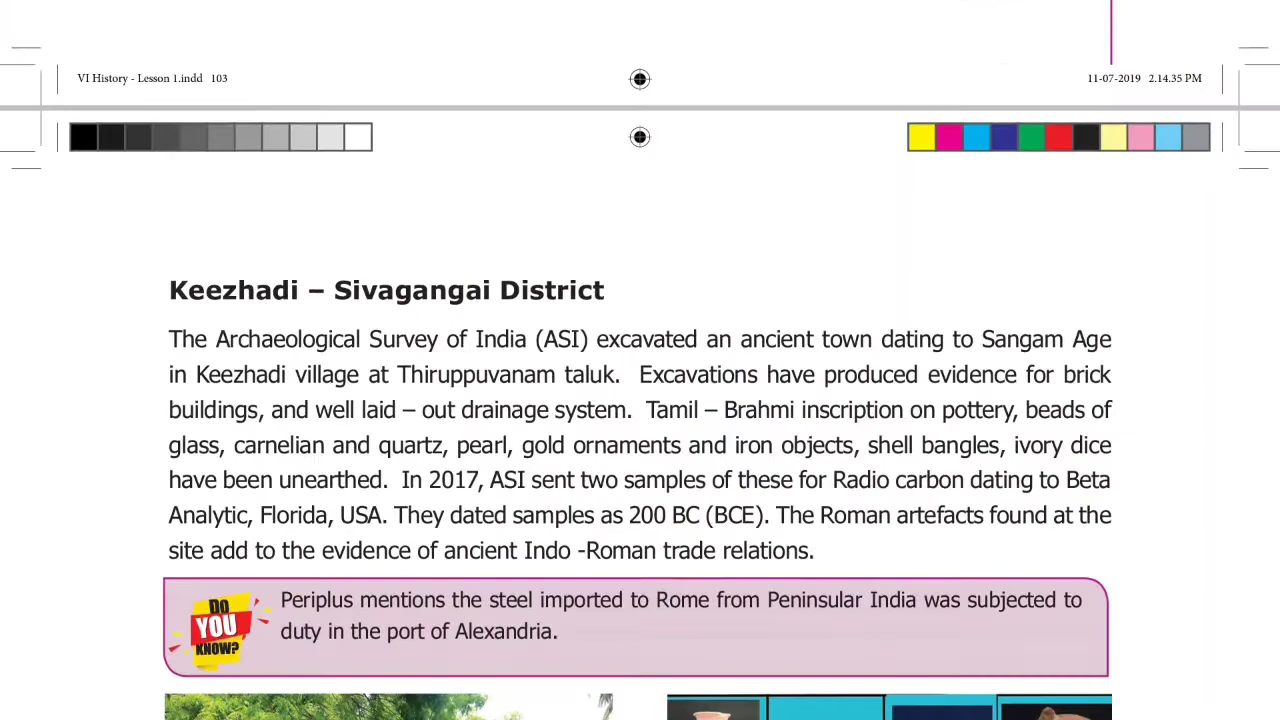 VI History - Lesson 1.indd 103
11-07-2019 2.14.35 PM
Keezhadi – Sivagangai District
The Archaeological Survey of India (ASI) excavated an ancient town dating to Sangam Age
in Keezhadi village at Thiruppuvanam taluk. Excavations have produced evidence for brick
buildings, and well laid – out drainage system. Tamil – Brahmi inscription on pottery, beads of
glass, carnelian and quartz, pearl, gold ornaments and iron objects, shell bangles, ivory dice
have been unearthed. In 2017, ASI sent two samples of these for Radio carbon dating to Beta
Analytic, Florida, USA. They dated samples as 200 BC (BCE). The Roman artefacts found at the
site add to the evidence of ancient Indo -Roman trade relations.
DO
YOU
KNOW?
Periplus mentions the steel imported to Rome from Peninsular India was subjected to
duty in the port of Alexandria.